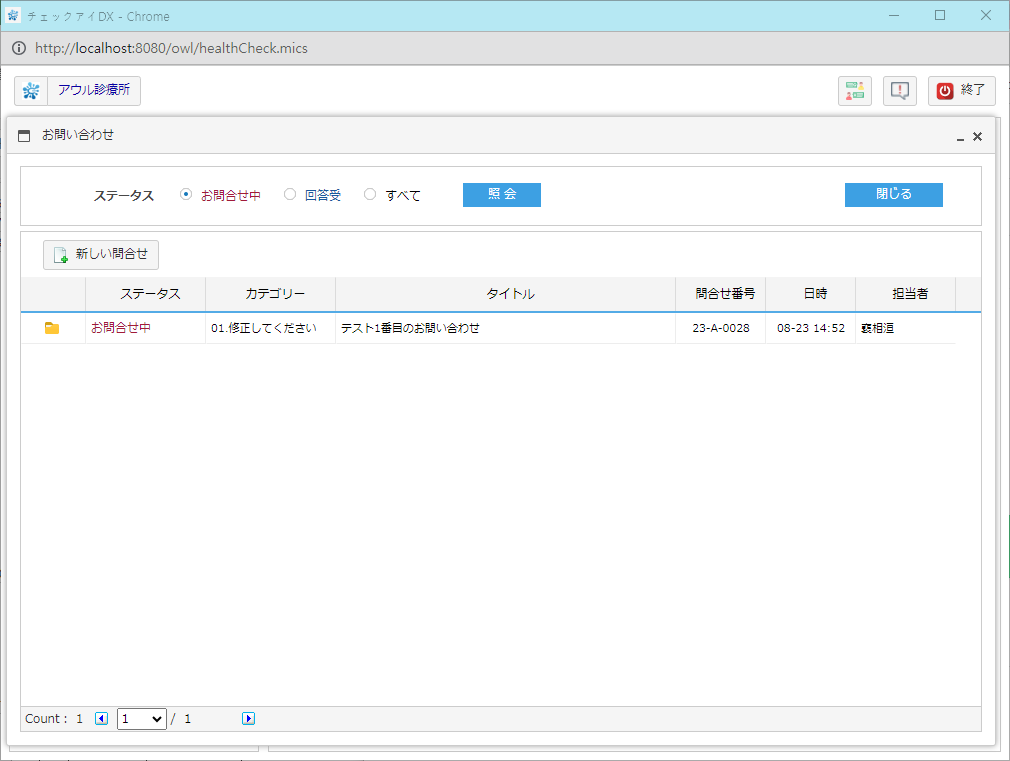 チェックアイDX - Chrome
http://localhost:8080/owl/healthCheck.mics
アウル診療所
終了
お問い合わせ
ステータス お問合せ中 回答受 すべて 照 会 閉じる
新しい問合せ
ステータス カテゴリー タイトル 問合せ番号 日時 担当者
お問合せ中 01.修正してください テスト1番目のお問い合わせ 23-A-0028 08-23 14:52 相洹
Count : 1 1 / 1